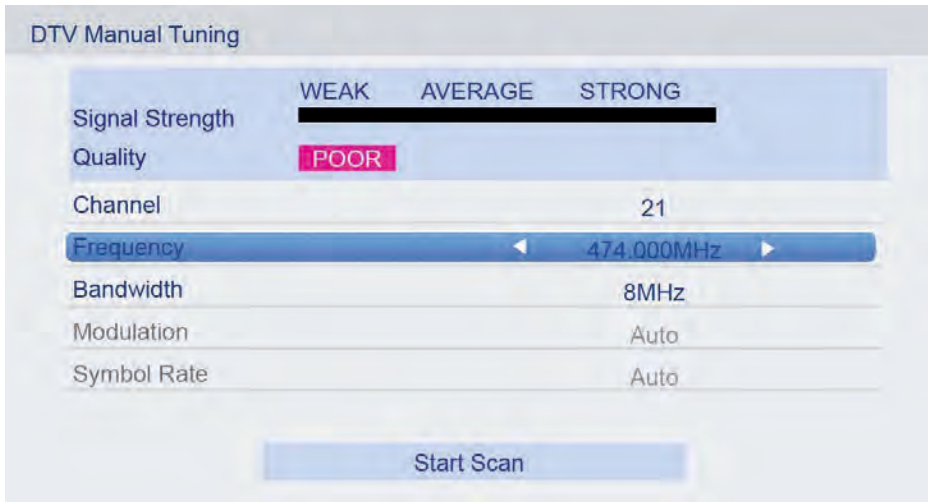 DTV Manual Tuning
WEAK AVERAGE STRONG
Signal Strength
Quality POOR
Channel 21
Frequency 474.000MHz
Bandwidth 8MHz
Modulation Auto
Symbol Rate Auto
Start Scan